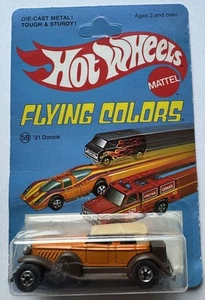 DIE-CAST METAL!
TOUGH & STURDY!
Ages 3 and over.
Hot Wheels
MATTEL
FLYING COLORS
58 '31 Doozie